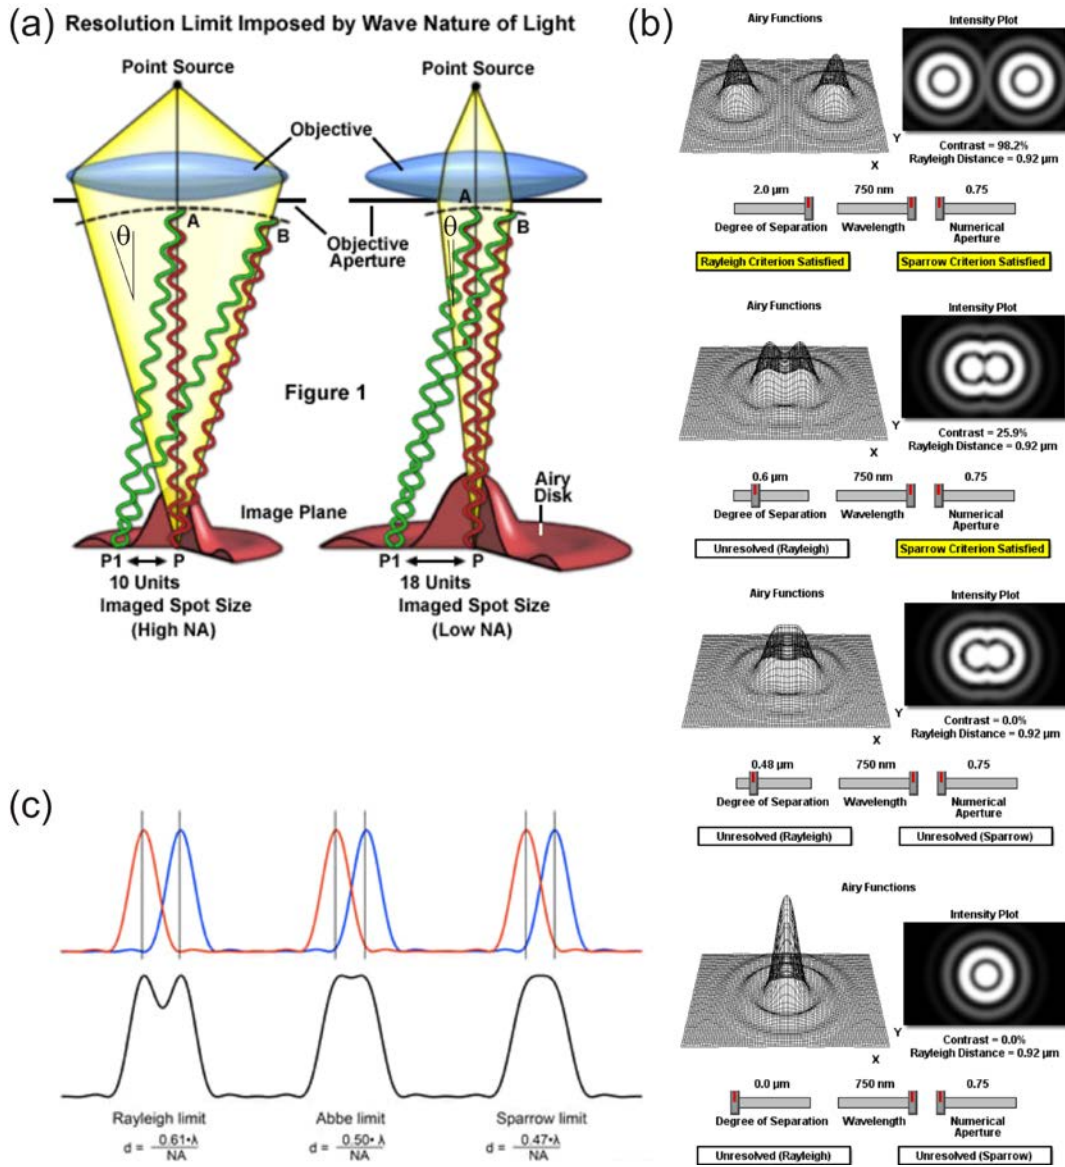 (a) Resolution Limit Imposed by Wave Nature of Light
Point Source
Point Source
Objective
A
B
A
B
θ
θ
Objective
Aperture
Figure 1
Airy
Disk
Image Plane
P1 P
P1 P
10 Units
18 Units
Imaged Spot Size
(High NA)
Imaged Spot Size
(Low NA)
(b)
Airy Functions
Intensity Plot
Y
X
Contrast = 98.2%
Rayleigh Distance = 0.92 µm
2.0 µm 750 nm 0.75
Degree of Separation Wavelength Numerical
Aperture
Rayleigh Criterion Satisfied Sparrow Criterion Satisfied
Airy Functions
Intensity Plot
Y
X
Contrast = 25.9%
Rayleigh Distance = 0.92 µm
0.6 µm 750 nm 0.75
Degree of Separation Wavelength Numerical
Aperture
Unresolved (Rayleigh) Sparrow Criterion Satisfied
Airy Functions
Intensity Plot
Y
X
Contrast = 0.0%
Rayleigh Distance = 0.92 µm
0.48 µm 750 nm 0.75
Degree of Separation Wavelength Numerical
Aperture
Unresolved (Rayleigh) Unresolved (Sparrow)
Airy Functions
Intensity Plot
Y
X
Contrast = 0.0%
Rayleigh Distance = 0.92 µm
0.0 µm 750 nm 0.75
Degree of Separation Wavelength Numerical
Aperture
Unresolved (Rayleigh) Unresolved (Sparrow)
(c)
Rayleigh limit
d = 0.61•λ
NA
Abbe limit
d = 0.50• λ
NA
Sparrow limit
d = 0.47•λ
NA